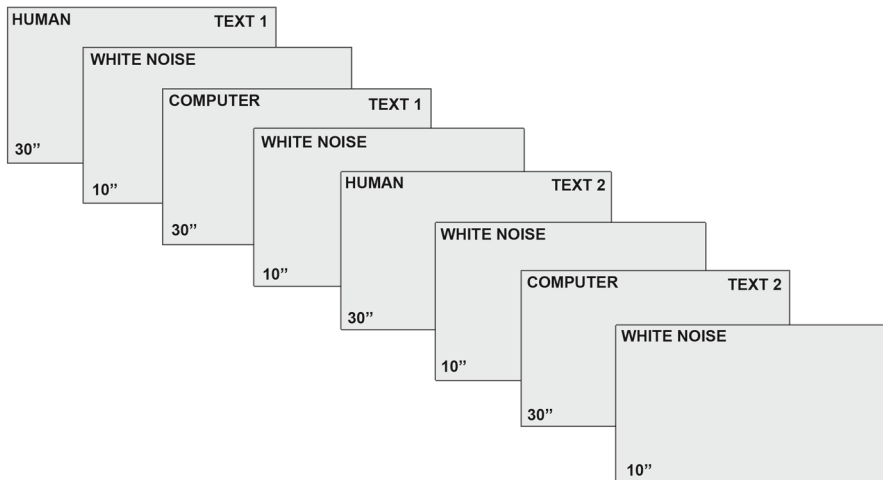 HUMAN TEXT 1
30”
WHITE NOISE
10”
COMPUTER TEXT 1
30”
WHITE NOISE
10”
HUMAN TEXT 2
30”
WHITE NOISE
10”
COMPUTER TEXT 2
30”
WHITE NOISE
10”